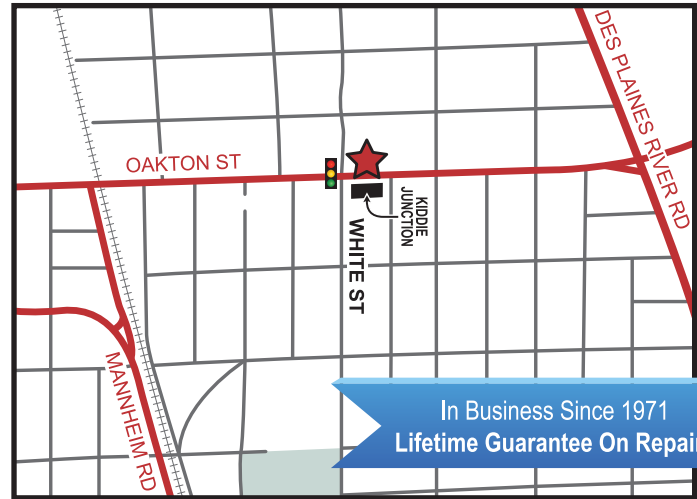 DES PLAINES RIVER RD
OAKTON ST
KIDDIE
JUNCTION
WHITE ST
MANNHEIM RD
In Business Since 1971
Lifetime Guarantee On Repair